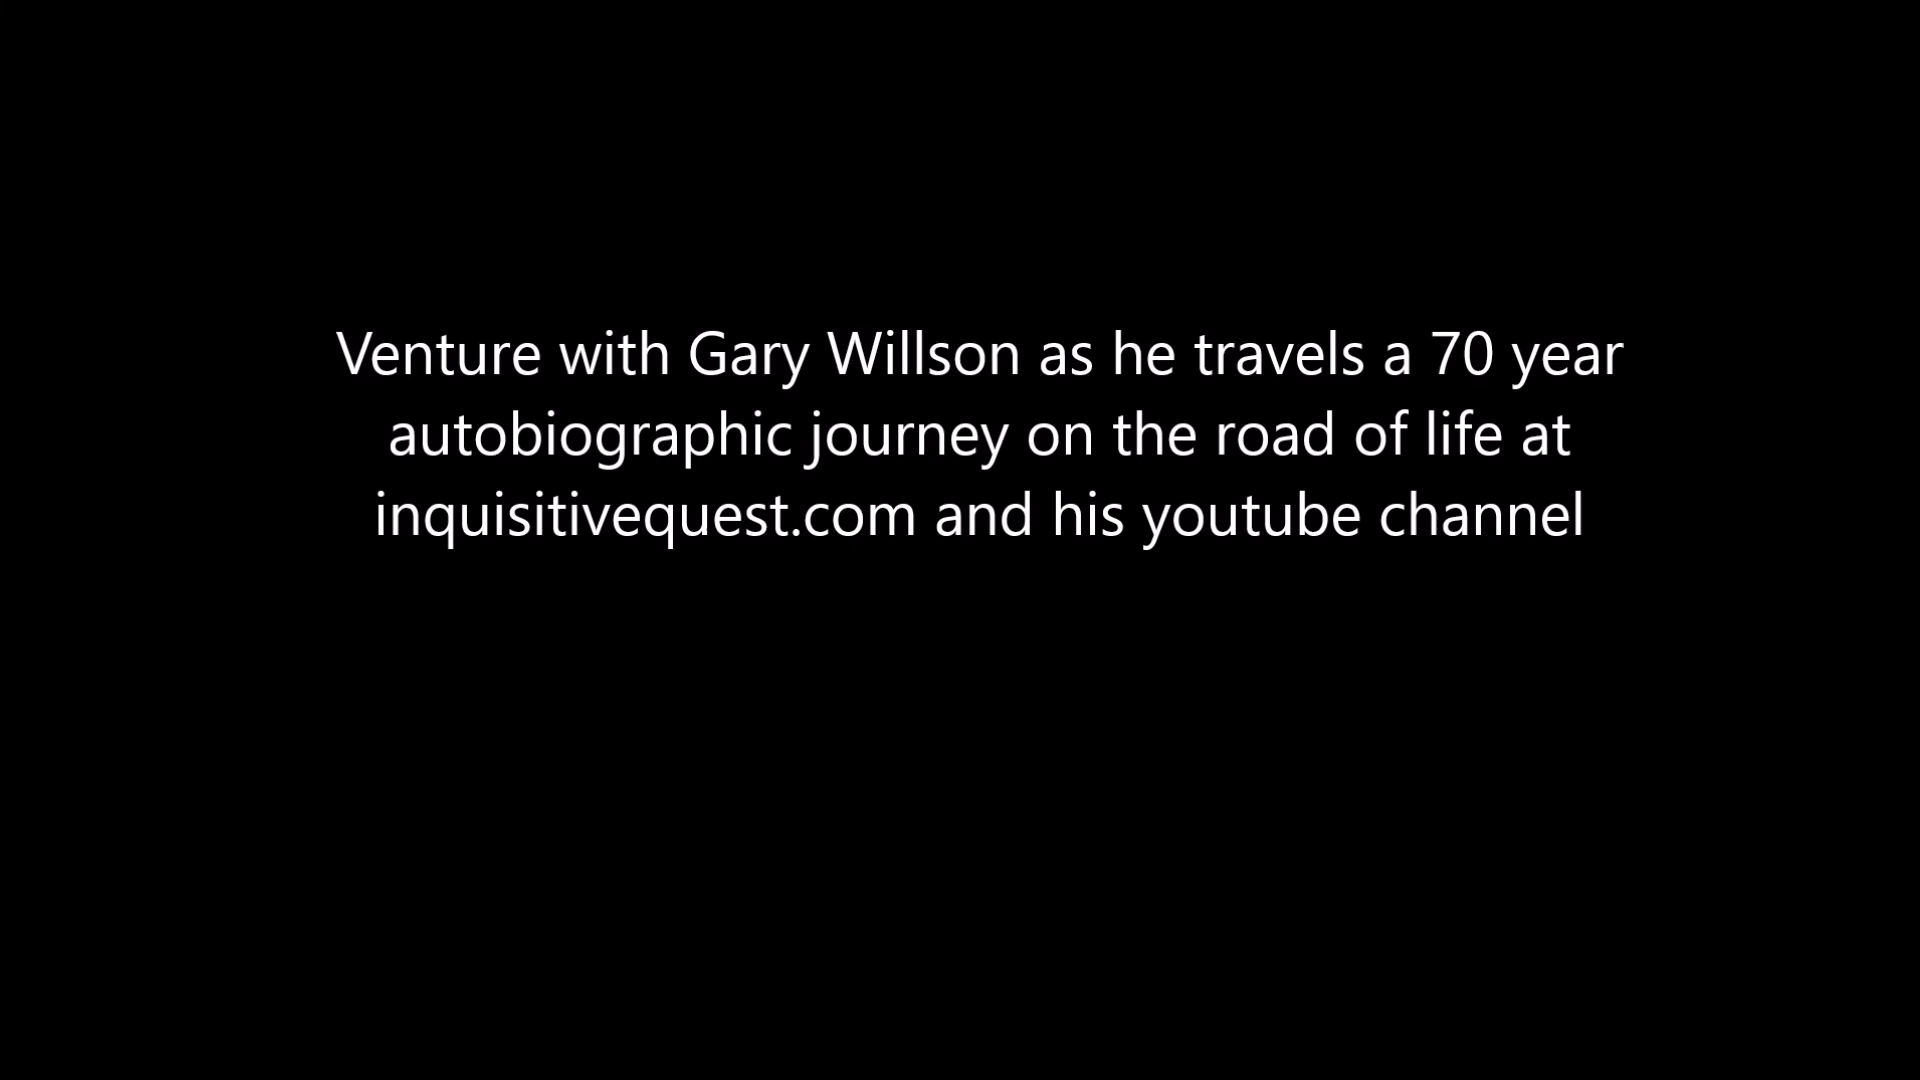 Venture with Gary Willson as he travels a 70 year
autobiographic journey on the road of life at
inquisitivequest.com and his youtube channel